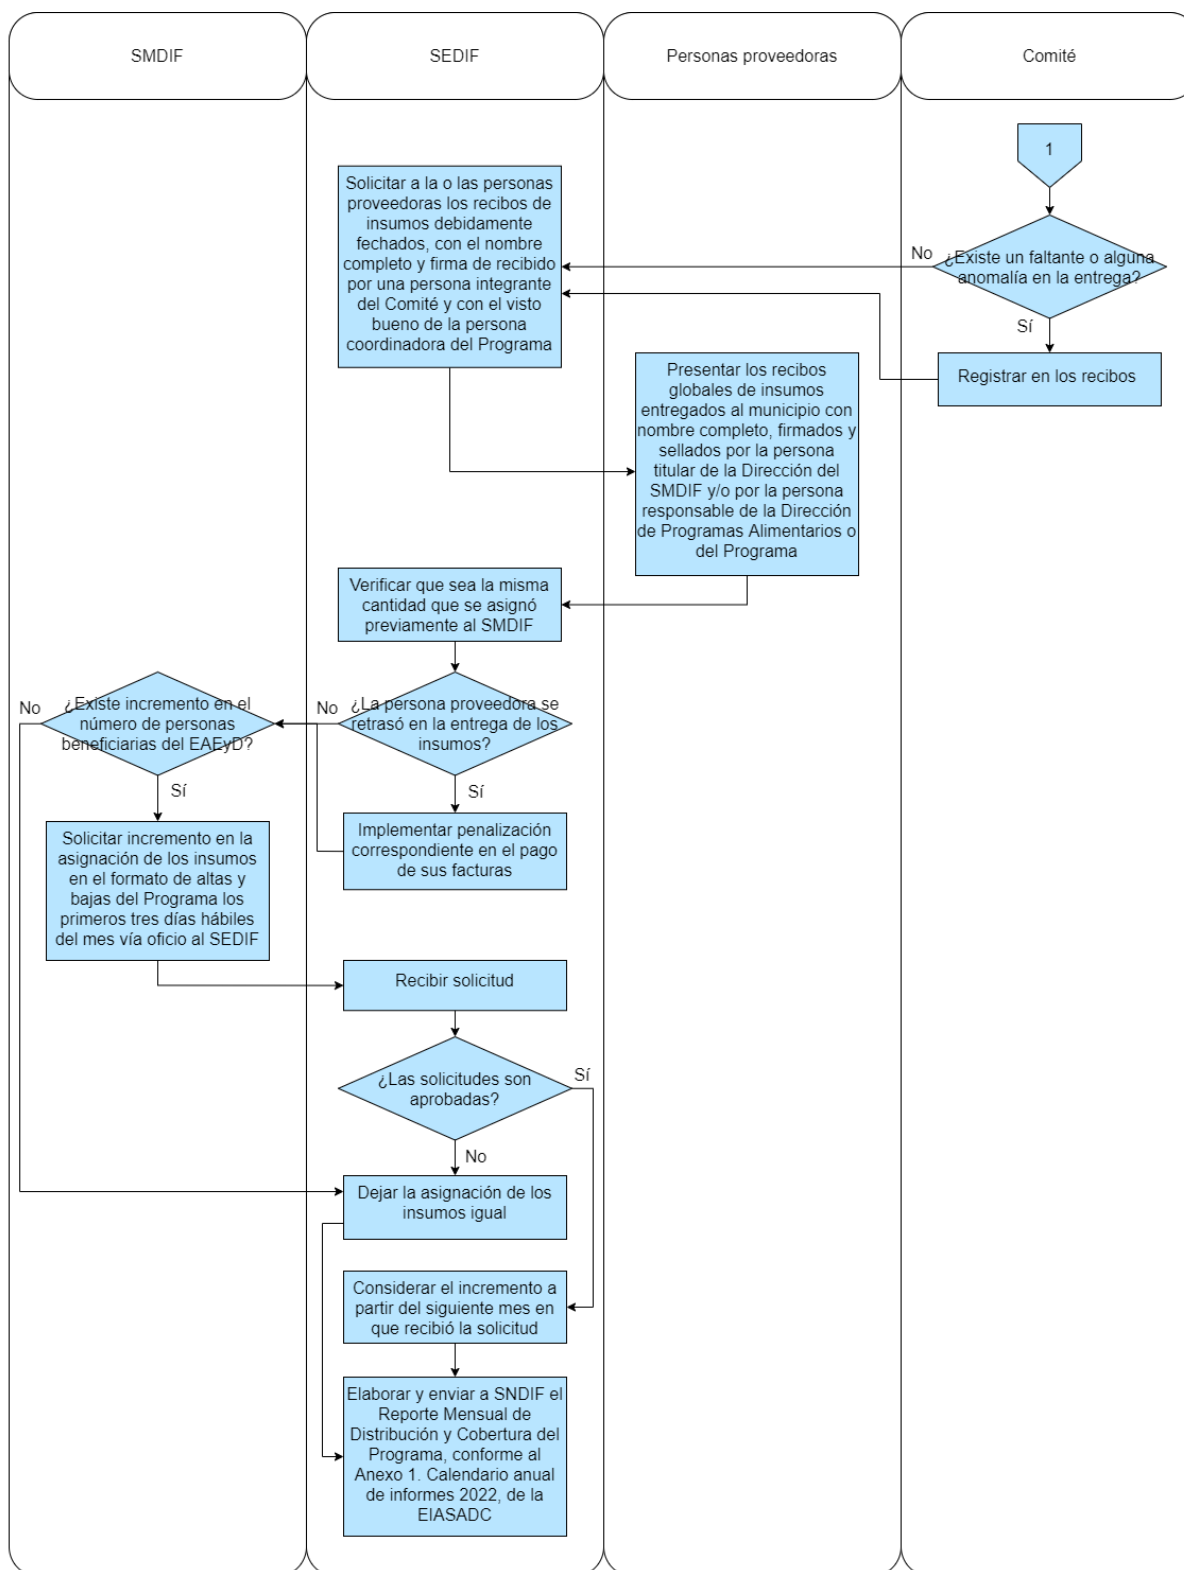 SMDIF
SEDIF
Personas proveedoras
Comité
1
¿Existe un faltante o alguna
anomalía en la entrega?
No
Sí
Registrar en los recibos
Solicitar a la o las personas
proveedoras los recibos de
insumos debidamente
fechados, con el nombre
completo y firma de recibido
por una persona integrante
del Comité y con el visto
bueno de la persona
coordinadora del Programa
Presentar los recibos
globales de insumos
entregados al municipio con
nombre completo, firmados y
sellados por la persona
titular de la Dirección del
SMDIF y/o por la persona
responsable de la Dirección
de Programas Alimentarios o
del Programa
Verificar que sea la misma
cantidad que se asignó
previamente al SMDIF
¿La persona proveedora se
retrasó en la entrega de los
insumos?
No
Sí
Implementar penalización
correspondiente en el pago
de sus facturas
¿Existe incremento en el
número de personas
beneficiarias del EAEyD?
No
Sí
Solicitar incremento en la
asignación de los insumos
en el formato de altas y
bajas del Programa los
primeros tres días hábiles
del mes vía oficio al SEDIF
Recibir solicitud
¿Las solicitudes son
aprobadas?
Sí
No
Dejar la asignación de los
insumos igual
Considerar el incremento a
partir del siguiente mes en
que recibió la solicitud
Elaborar y enviar a SNDIF el
Reporte Mensual de
Distribución y Cobertura del
Programa, conforme al
Anexo 1. Calendario anual
de informes 2022, de la
EIASADC